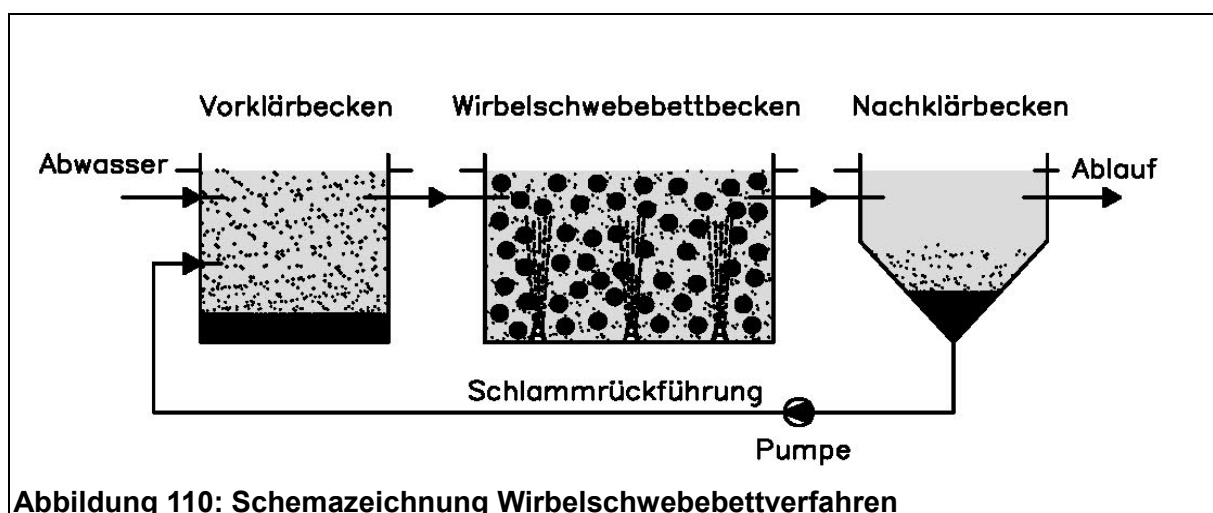 Vorklärbecken
Wirbelschwebebettbecken
Nachklärbecken
Abwasser
Ablauf
Schlammrückführung
Pumpe
Abbildung 110: Schemazeichnung Wirbelschwebebettverfahren